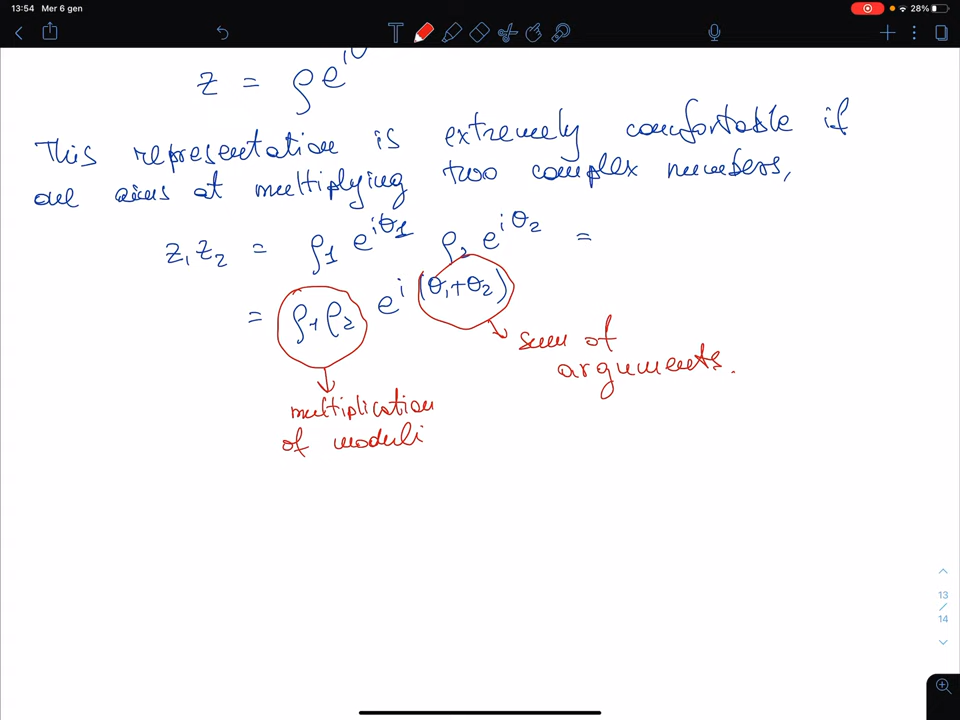 13:54 Mer 6 gen
28%
z = ρ e^{iθ}
This representation is extremely comfortable if
one aims at multiplying two complex numbers,
z₁z₂ = ρ₁ e^{iθ₁} ρ₂ e^{iθ₂} =
= ρ₁ρ₂ e^{i(θ₁+θ₂)}
sum of
arguments.
multiplication
of moduli
13
/
14